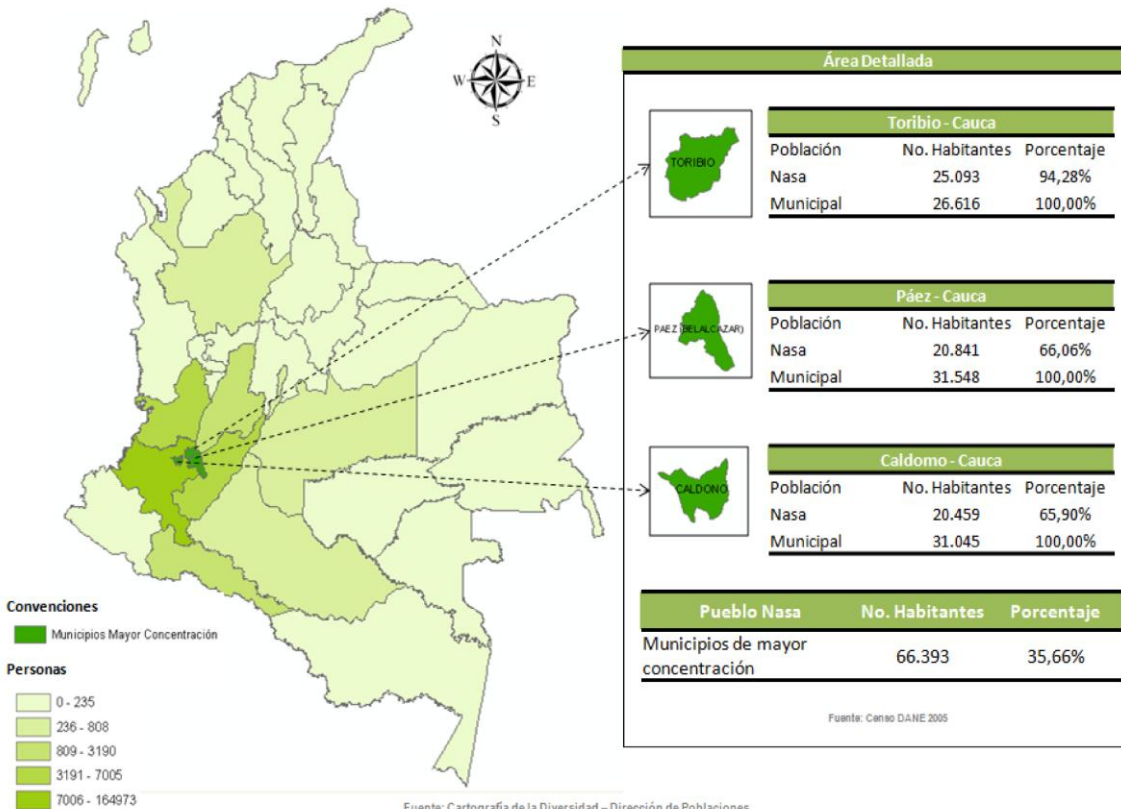 N
W E
S
Área Detallada
TORIBIO
Toribio - Cauca
Población No. Habitantes Porcentaje
Nasa 25.093 94,28%
Municipal 26.616 100,00%
PAEZ (BELALCAZAR)
Páez - Cauca
Población No. Habitantes Porcentaje
Nasa 20.841 66,06%
Municipal 31.548 100,00%
CALDONO
Caldomo - Cauca
Población No. Habitantes Porcentaje
Nasa 20.459 65,90%
Municipal 31.045 100,00%
Pueblo Nasa No. Habitantes Porcentaje
Municipios de mayor
concentración 66.393 35,66%
Fuente: Censo DANE 2005
Convenciones
Municipios Mayor Concentración
Personas
0 - 235
236 - 808
809 - 3190
3191 - 7005
7006 - 164973
Fuente: Cartografía de la Diversidad – Dirección de Poblaciones